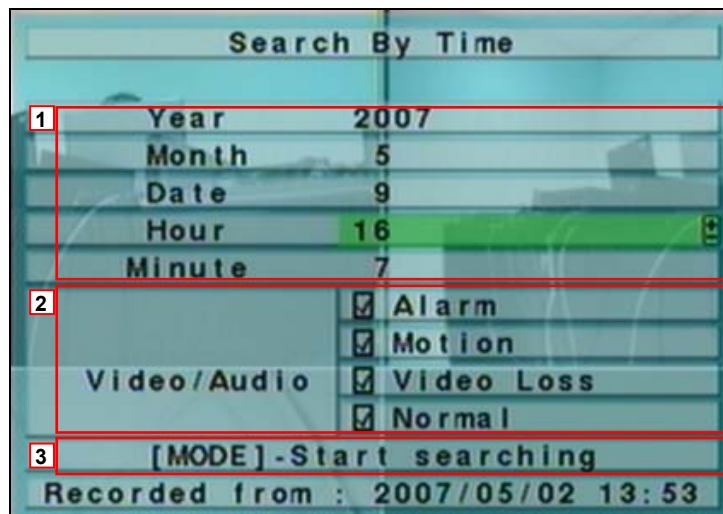 Search By Time
1 Year 2007
Month 5
Date 9
Hour 16
Minute 7
2 Video/Audio
Alarm
Motion
Video Loss
Normal
3 [MODE]-Start searching
Recorded from : 2007/05/02 13:53